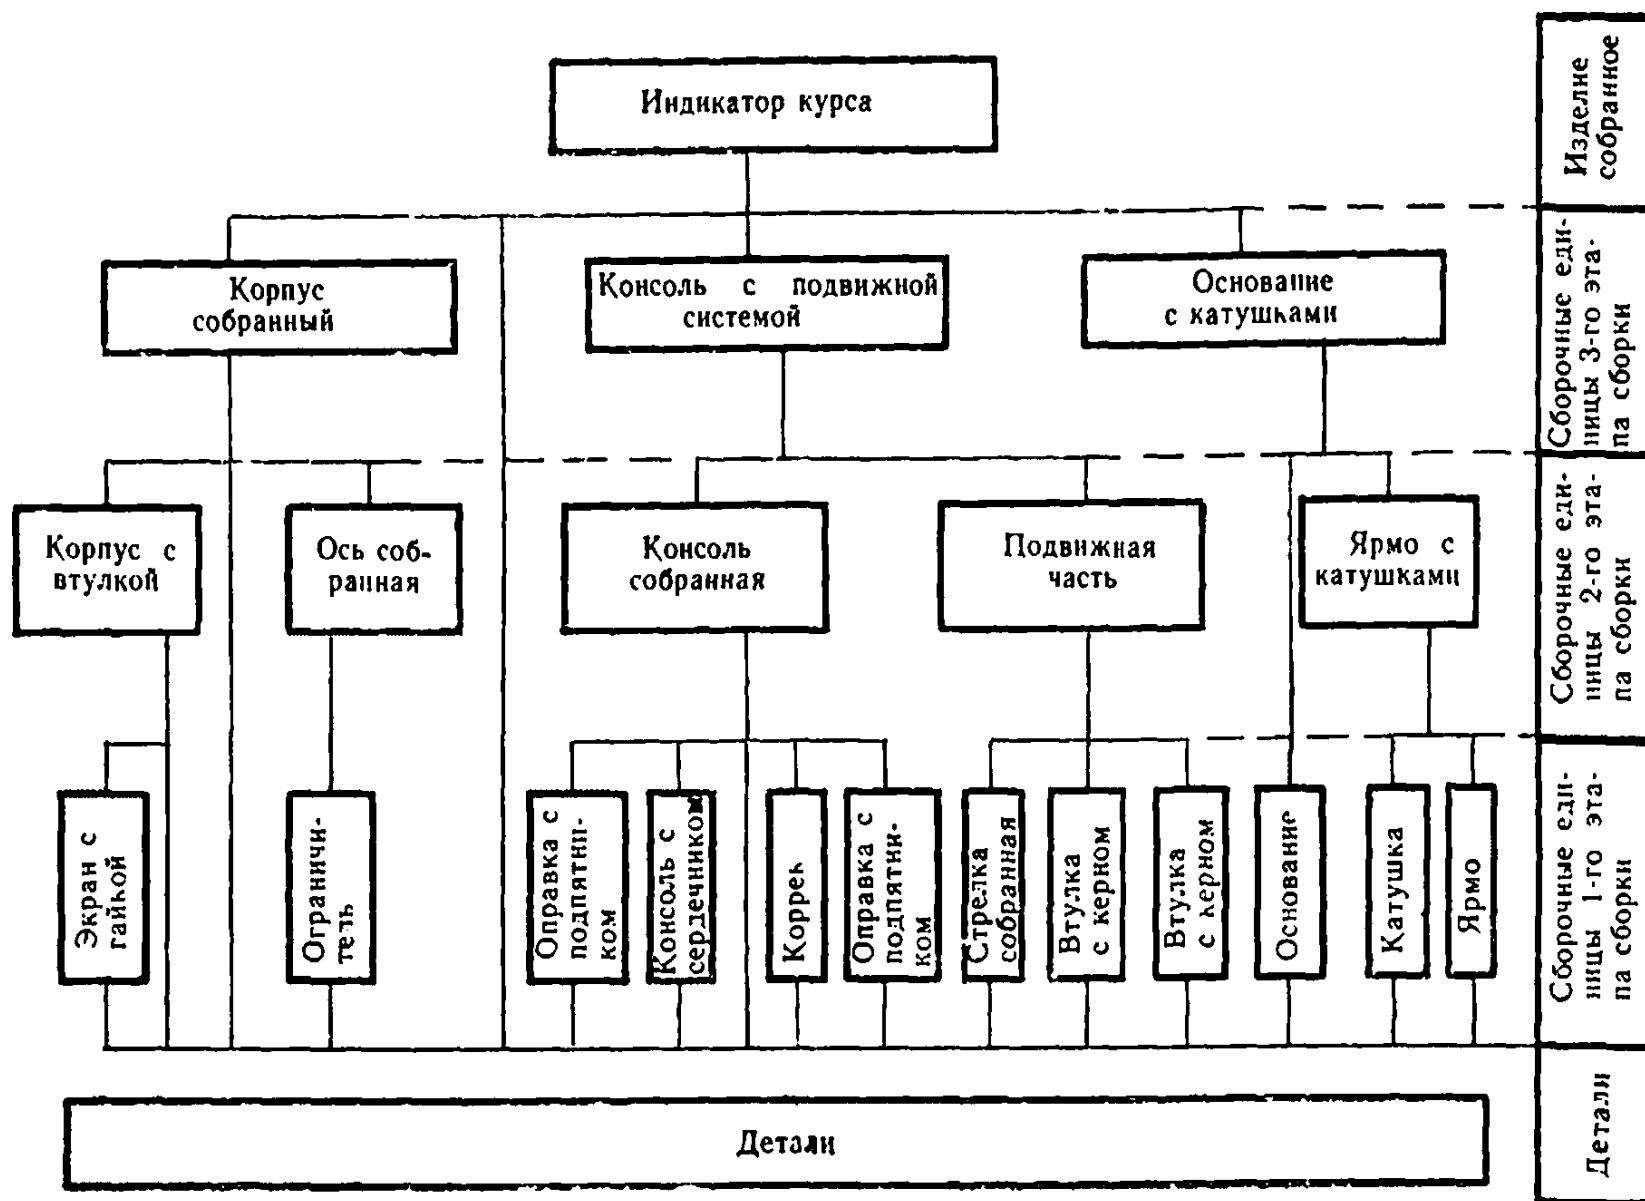 Индикатор курса
Изделие
собранное
Корпус
собранный
Консоль с подвижной
системой
Основание
с катушками
Сборочные еди-
ницы 3-го эта-
па сборки
Корпус с
втулкой
Ось соб-
ранная
Консоль
собранная
Подвижная
часть
Ярмо с
катушками
Сборочные еди-
ницы 2-го эта-
па сборки
Экран с
гайкой
Ограничи-
тель
Оправка с
подпятни-
ком
Консоль с
сердечником
Коррек
Оправка с
подпятни-
ком
Стрелка
собранная
Втулка
с керном
Втулка
с керном
Основание
Катушка
Ярмо
Сборочные еди-
ницы 1-го эта-
па сборки
Детали
Детали